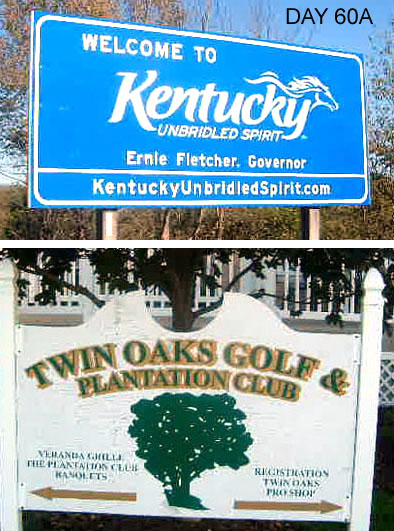 DAY 60A
WELCOME TO
Kentucky
UNBRIDLED SPIRIT
Ernie Fletcher, Governor
KentuckyUnbridledSpirit.com
TWIN OAKS GOLF &
PLANTATION CLUB
VERANDA GRILLE
THE PLANTATION CLUB
BANQUETS
REGISTRATION
TWIN OAKS
PRO SHOP